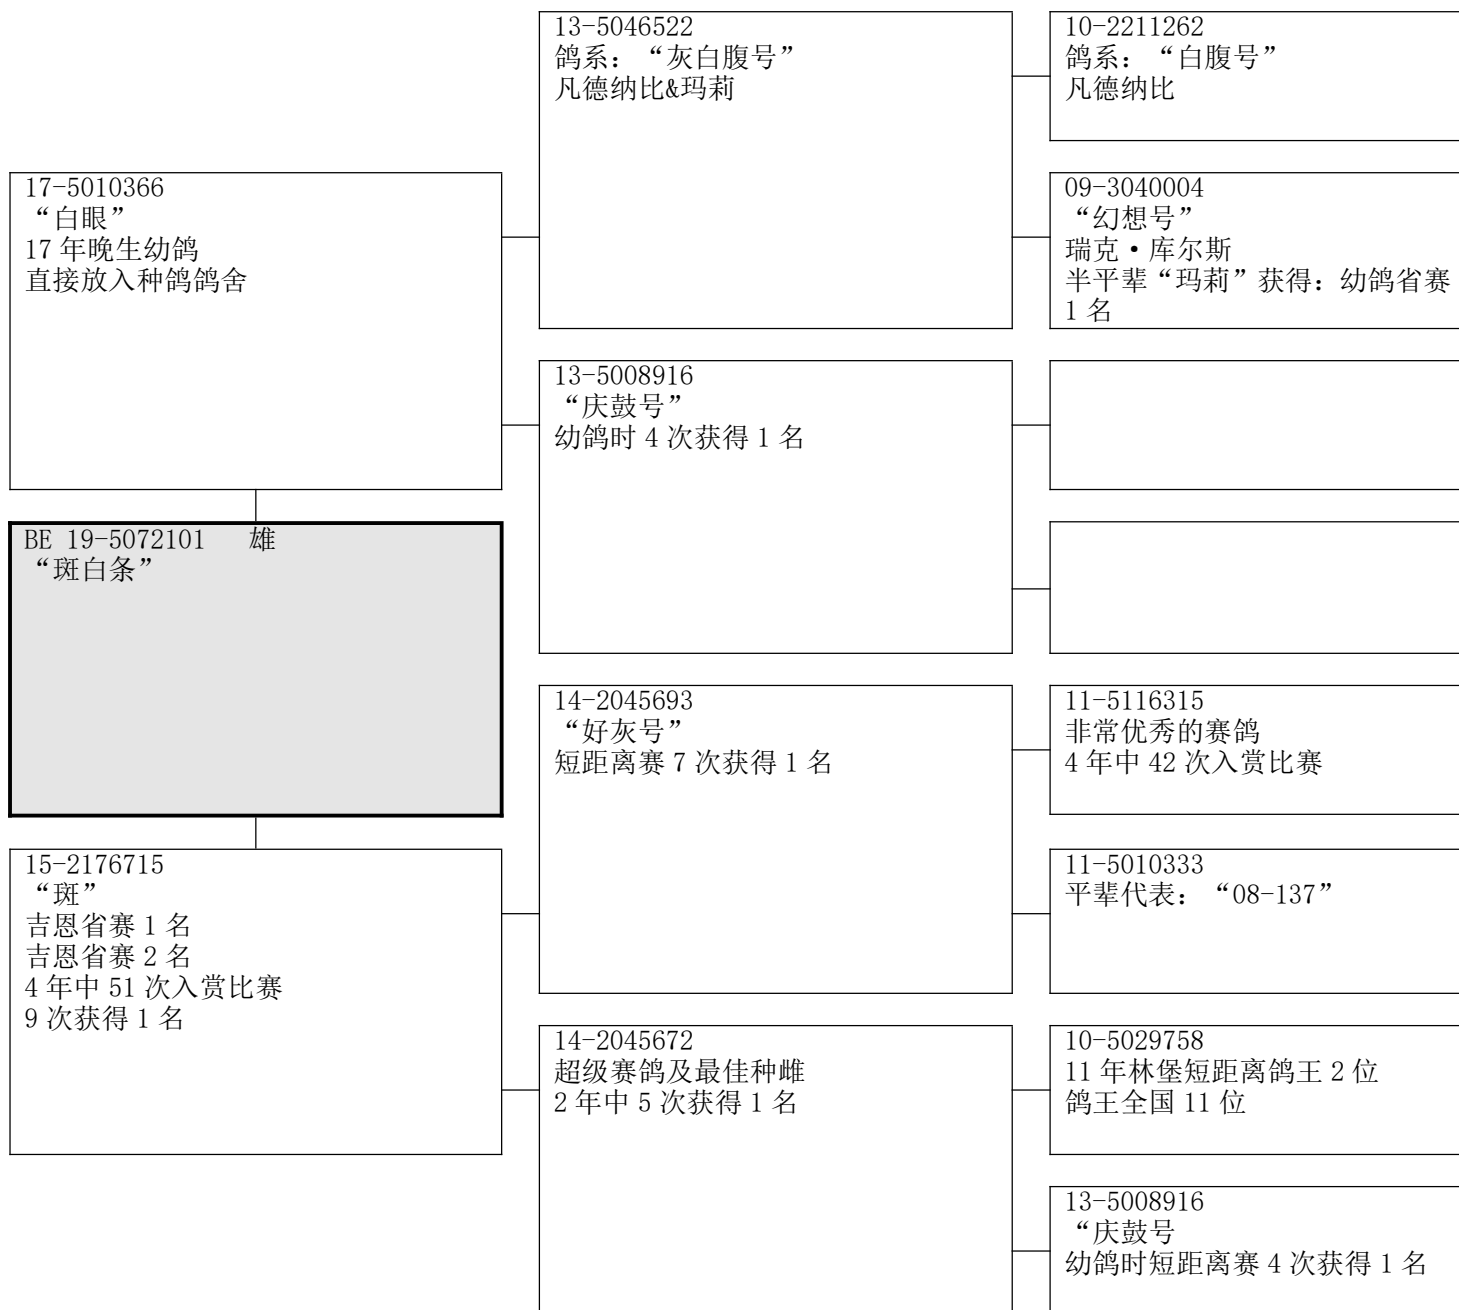 13-5046522
鸽系：“灰白腹号”
凡德纳比&玛莉
10-2211262
鸽系：“白腹号”
凡德纳比
17-5010366
“白眼”
17 年晚生幼鸽
直接放入种鸽鸽舍
09-3040004
“幻想号”
瑞克·库尔斯
半平辈“玛莉”获得：幼鸽省赛
1 名
13-5008916
“庆鼓号”
幼鸽时 4 次获得 1 名
BE 19-5072101 雄
“斑白条”
14-2045693
“好灰号”
短距离赛 7 次获得 1 名
11-5116315
非常优秀的赛鸽
4 年中 42 次入赏比赛
15-2176715
“斑”
吉恩省赛 1 名
吉恩省赛 2 名
4 年中 51 次入赏比赛
9 次获得 1 名
11-5010333
平辈代表：“08-137”
14-2045672
超级赛鸽及最佳种雌
2 年中 5 次获得 1 名
10-5029758
11 年林堡短距离鸽王 2 位
鸽王全国 11 位
13-5008916
“庆鼓号
幼鸽时短距离赛 4 次获得 1 名